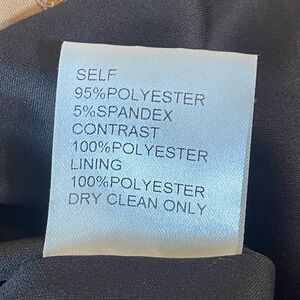 SELF
95%POLYESTER
5%SPANDEX
CONTRAST
100%POLYESTER
LINING
100%POLYESTER
DRY CLEAN ONLY